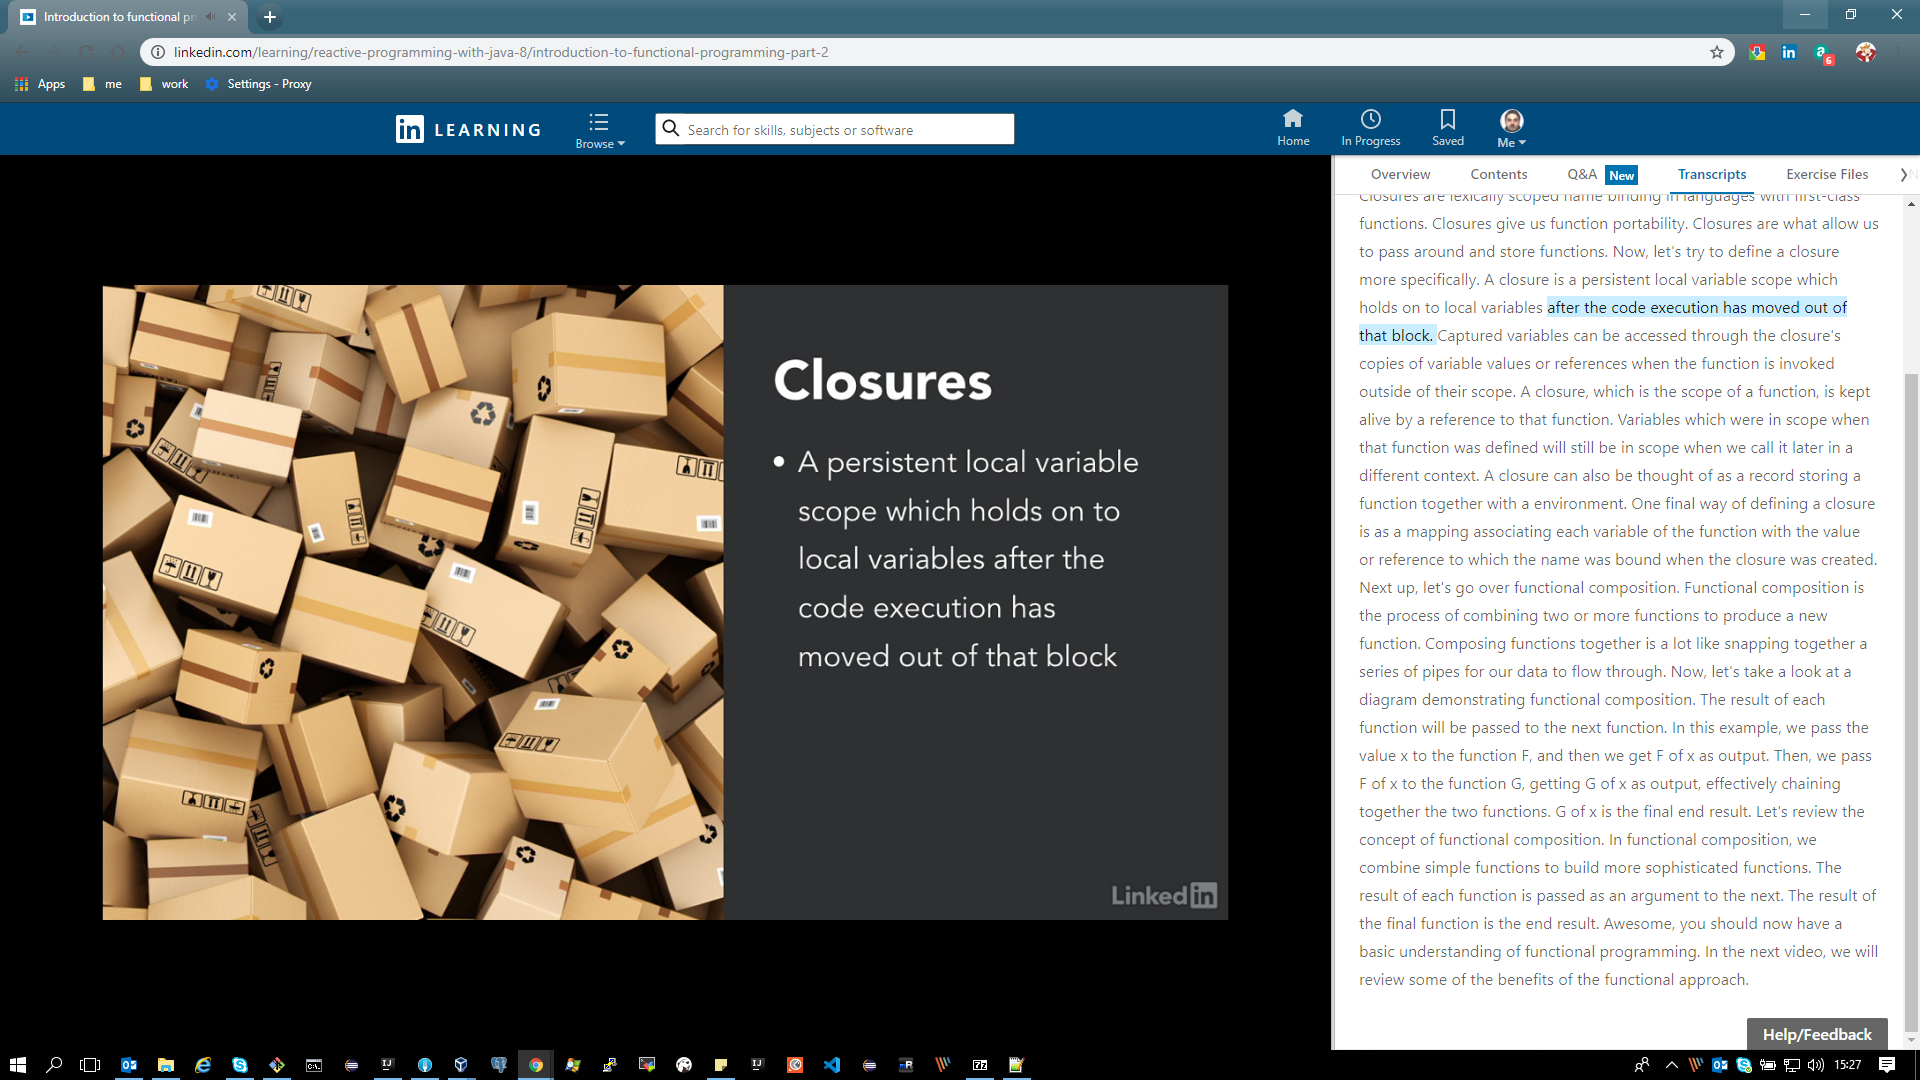 Introduction to functional pr
linkedin.com/learning/reactive-programming-with-java-8/introduction-to-functional-programming-part-2
6
Apps
me
work
Settings - Proxy
in LEARNING
Browse
Search for skills, subjects or software
Home
In Progress
Saved
Me
Overview
Contents
Q&A New
Transcripts
Exercise Files
N
Closures are lexically scoped name binding in languages with first-class
functions. Closures give us function portability. Closures are what allow us
to pass around and store functions. Now, let's try to define a closure
more specifically. A closure is a persistent local variable scope which
holds on to local variables after the code execution has moved out of
that block. Captured variables can be accessed through the closure's
copies of variable values or references when the function is invoked
outside of their scope. A closure, which is the scope of a function, is kept
alive by a reference to that function. Variables which were in scope when
that function was defined will still be in scope when we call it later in a
different context. A closure can also be thought of as a record storing a
function together with a environment. One final way of defining a closure
is as a mapping associating each variable of the function with the value
or reference to which the name was bound when the closure was created.
Next up, let's go over functional composition. Functional composition is
the process of combining two or more functions to produce a new
function. Composing functions together is a lot like snapping together a
series of pipes for our data to flow through. Now, let's take a look at a
diagram demonstrating functional composition. The result of each
function will be passed to the next function. In this example, we pass the
value x to the function F, and then we get F of x as output. Then, we pass
F of x to the function G, getting G of x as output, effectively chaining
together the two functions. G of x is the final end result. Let's review the
concept of functional composition. In functional composition, we
combine simple functions to build more sophisticated functions. The
result of each function is passed as an argument to the next. The result of
the final function is the end result. Awesome, you should now have a
basic understanding of functional programming. In the next video, we will
review some of the benefits of the functional approach.
Closures
• A persistent local variable
scope which holds on to
local variables after the
code execution has
moved out of that block
Linked in
Help/Feedback
15:27